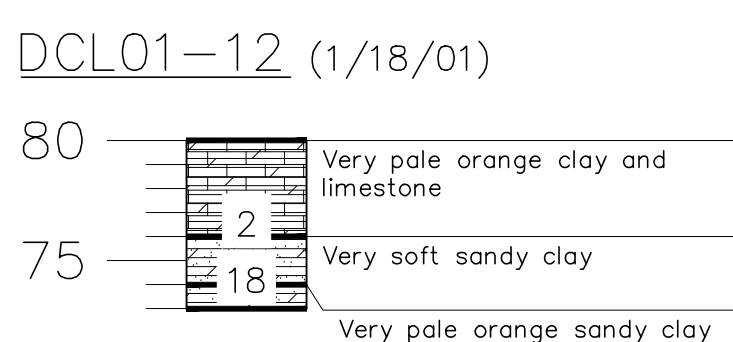 DCL01-12 (1/18/01)
80
Very pale orange clay and
limestone
2
75
Very soft sandy clay
18
Very pale orange sandy clay